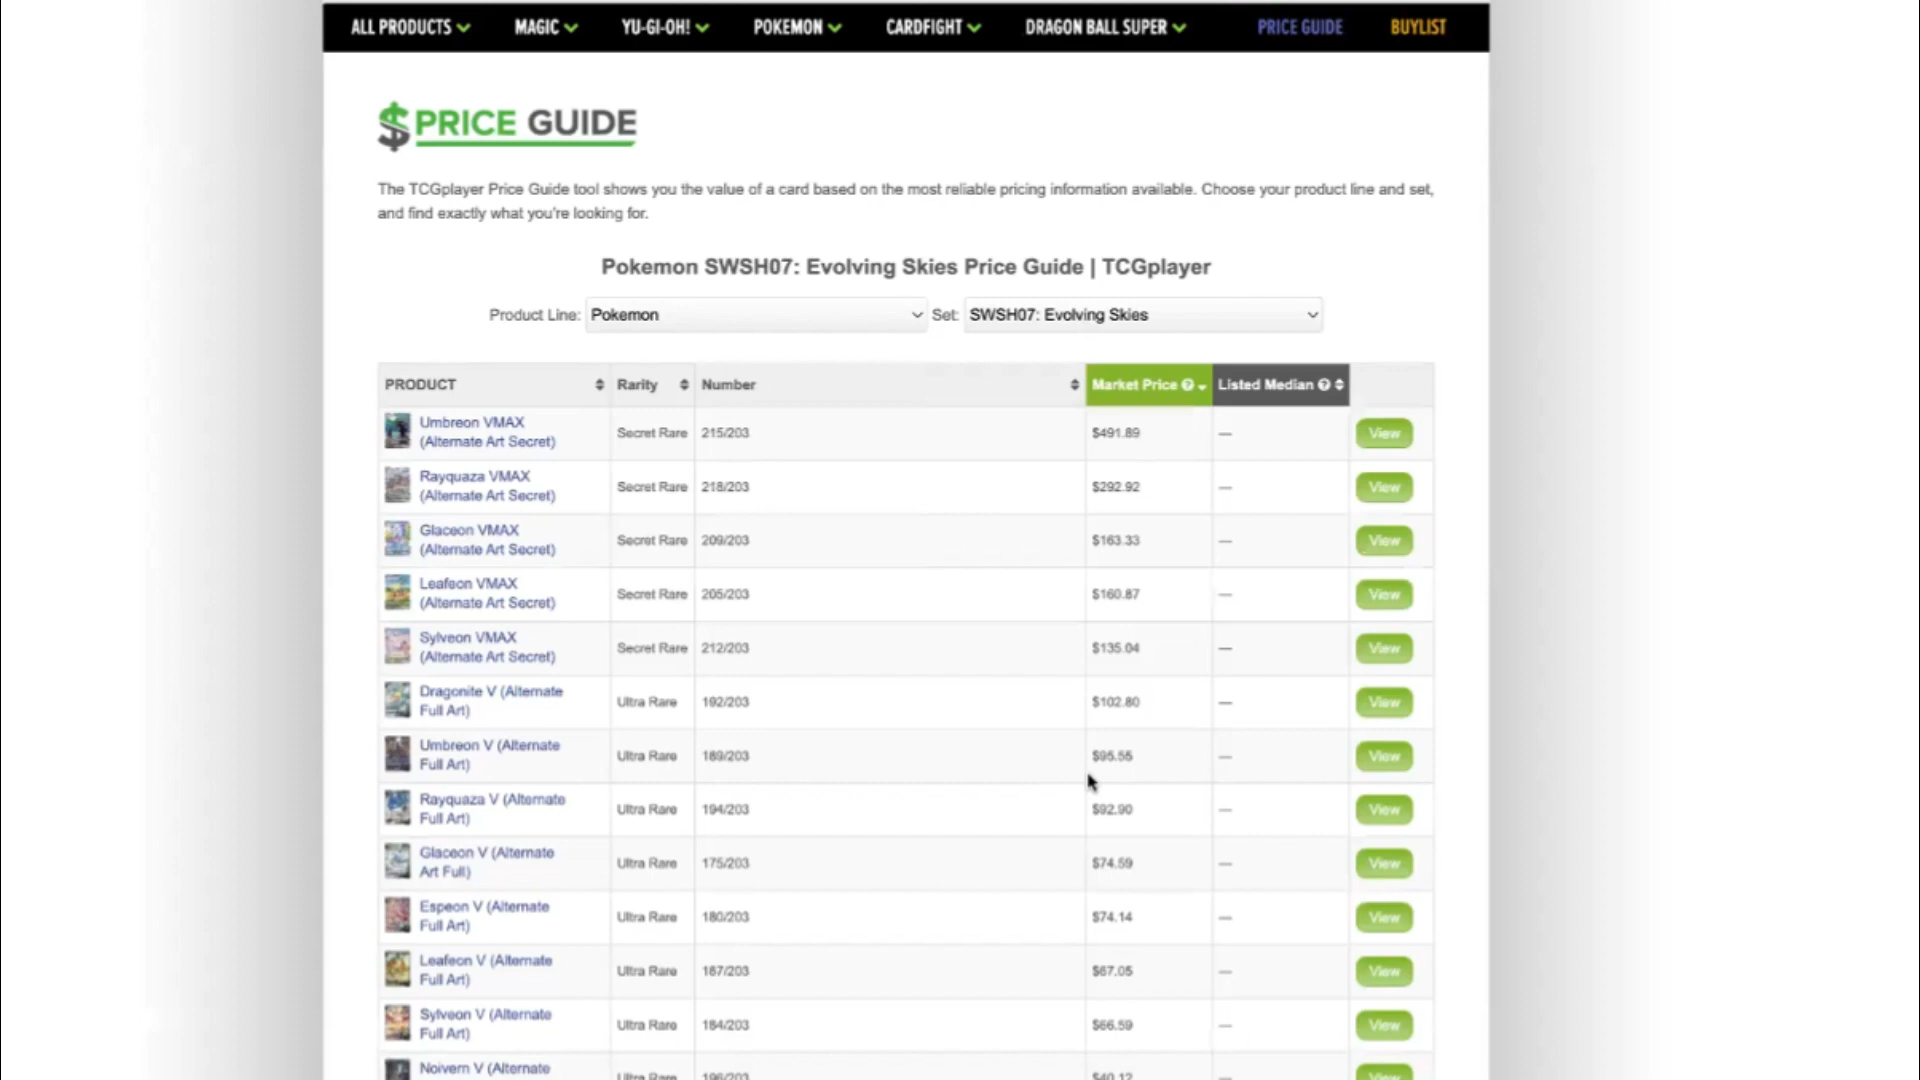 ALL PRODUCTS MAGIC YU-GI-OH! POKEMON CARDFIGHT DRAGON BALL SUPER PRICE GUIDE BUYLIST
$PRICE GUIDE
The TCGplayer Price Guide tool shows you the value of a card based on the most reliable pricing information available. Choose your product line and set,
and find exactly what you're looking for.
Pokemon SWSH07: Evolving Skies Price Guide | TCGplayer
Product Line: Pokemon Set: SWSH07: Evolving Skies
PRODUCT Rarity Number Market Price Listed Median
Umbreon VMAX
(Alternate Art Secret) Secret Rare 215/203 $491.89 — View
Rayquaza VMAX
(Alternate Art Secret) Secret Rare 218/203 $292.92 — View
Glaceon VMAX
(Alternate Art Secret) Secret Rare 209/203 $163.33 — View
Leafeon VMAX
(Alternate Art Secret) Secret Rare 205/203 $160.87 — View
Sylveon VMAX
(Alternate Art Secret) Secret Rare 212/203 $135.04 — View
Dragonite V (Alternate
Full Art) Ultra Rare 192/203 $102.80 — View
Umbreon V (Alternate
Full Art) Ultra Rare 189/203 $95.55 — View
Rayquaza V (Alternate
Full Art) Ultra Rare 194/203 $92.90 — View
Glaceon V (Alternate
Art Full) Ultra Rare 175/203 $74.59 — View
Espeon V (Alternate
Full Art) Ultra Rare 180/203 $74.14 — View
Leafeon V (Alternate
Full Art) Ultra Rare 167/203 $67.05 — View
Sylveon V (Alternate
Full Art) Ultra Rare 184/203 $66.59 — View
Noivern V (Alternate
Ultra Rare 196/203 $40.12 View